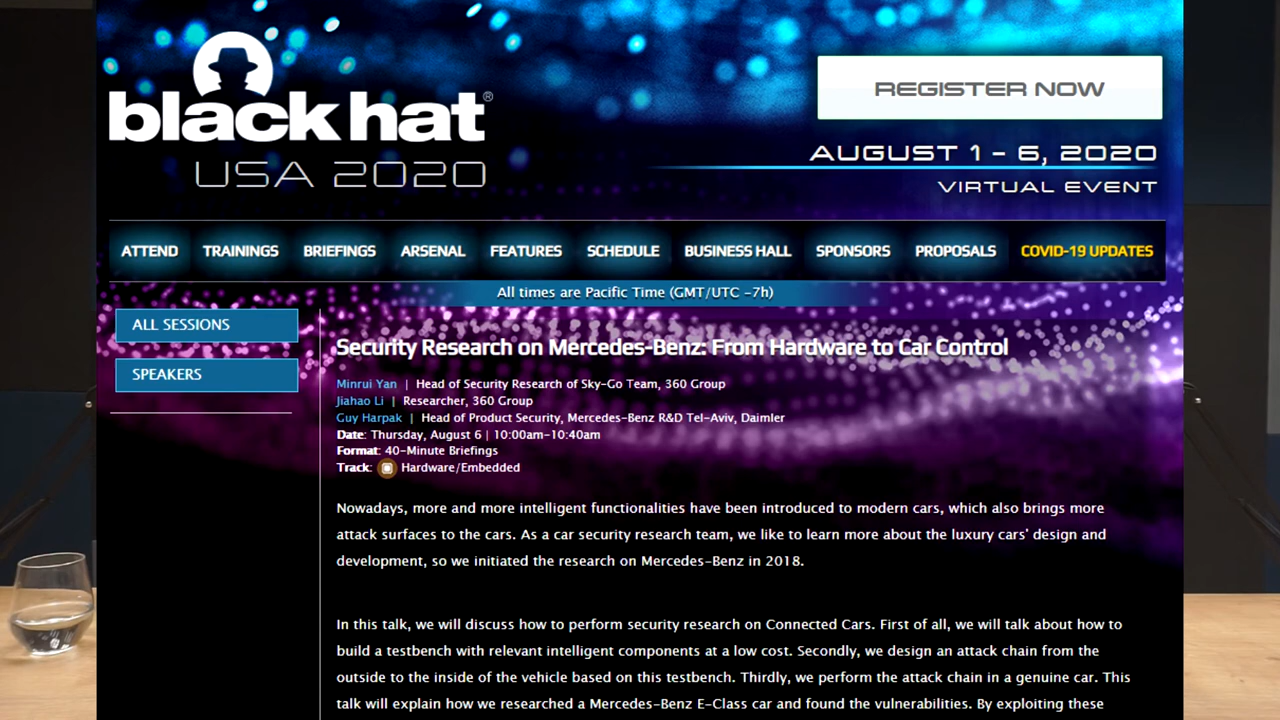 blackhat®
USA 2020
REGISTER NOW
AUGUST 1 - 6, 2020
VIRTUAL EVENT
ATTEND TRAININGS BRIEFINGS ARSENAL FEATURES SCHEDULE BUSINESS HALL SPONSORS PROPOSALS COVID-19 UPDATES
All times are Pacific Time (GMT/UTC -7h)
ALL SESSIONS
SPEAKERS
Security Research on Mercedes-Benz: From Hardware to Car Control
Minrui Yan | Head of Security Research of Sky-Go Team, 360 Group
Jiahao Li | Researcher, 360 Group
Guy Harpak | Head of Product Security, Mercedes-Benz R&D Tel-Aviv, Daimler
Date: Thursday, August 6 | 10:00am-10:40am
Format: 40-Minute Briefings
Track: Hardware/Embedded
Nowadays, more and more intelligent functionalities have been introduced to modern cars, which also brings more
attack surfaces to the cars. As a car security research team, we like to learn more about the luxury cars' design and
development, so we initiated the research on Mercedes-Benz in 2018.
In this talk, we will discuss how to perform security research on Connected Cars. First of all, we will talk about how to
build a testbench with relevant intelligent components at a low cost. Secondly, we design an attack chain from the
outside to the inside of the vehicle based on this testbench. Thirdly, we perform the attack chain in a genuine car. This
talk will explain how we researched a Mercedes-Benz E-Class car and found the vulnerabilities. By exploiting these